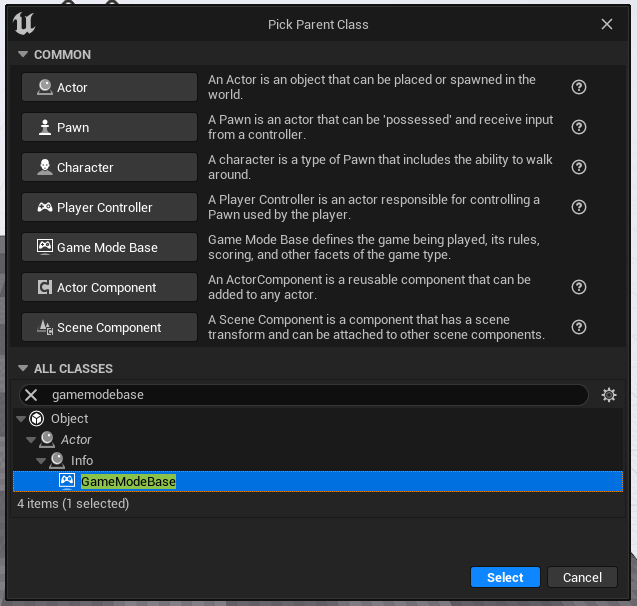 Pick Parent Class
COMMON
Actor
An Actor is an object that can be placed or spawned in the
world.
Pawn
A Pawn is an actor that can be 'possessed' and receive input
from a controller.
Character
A character is a type of Pawn that includes the ability to walk
around.
Player Controller
A Player Controller is an actor responsible for controlling a
Pawn used by the player.
Game Mode Base
Game Mode Base defines the game being played, its rules,
scoring, and other facets of the game type.
Actor Component
An ActorComponent is a reusable component that can be
added to any actor.
Scene Component
A Scene Component is a component that has a scene
transform and can be attached to other scene components.
ALL CLASSES
gamemodebase
Object
Actor
Info
GameModeBase
4 items (1 selected)
Select
Cancel